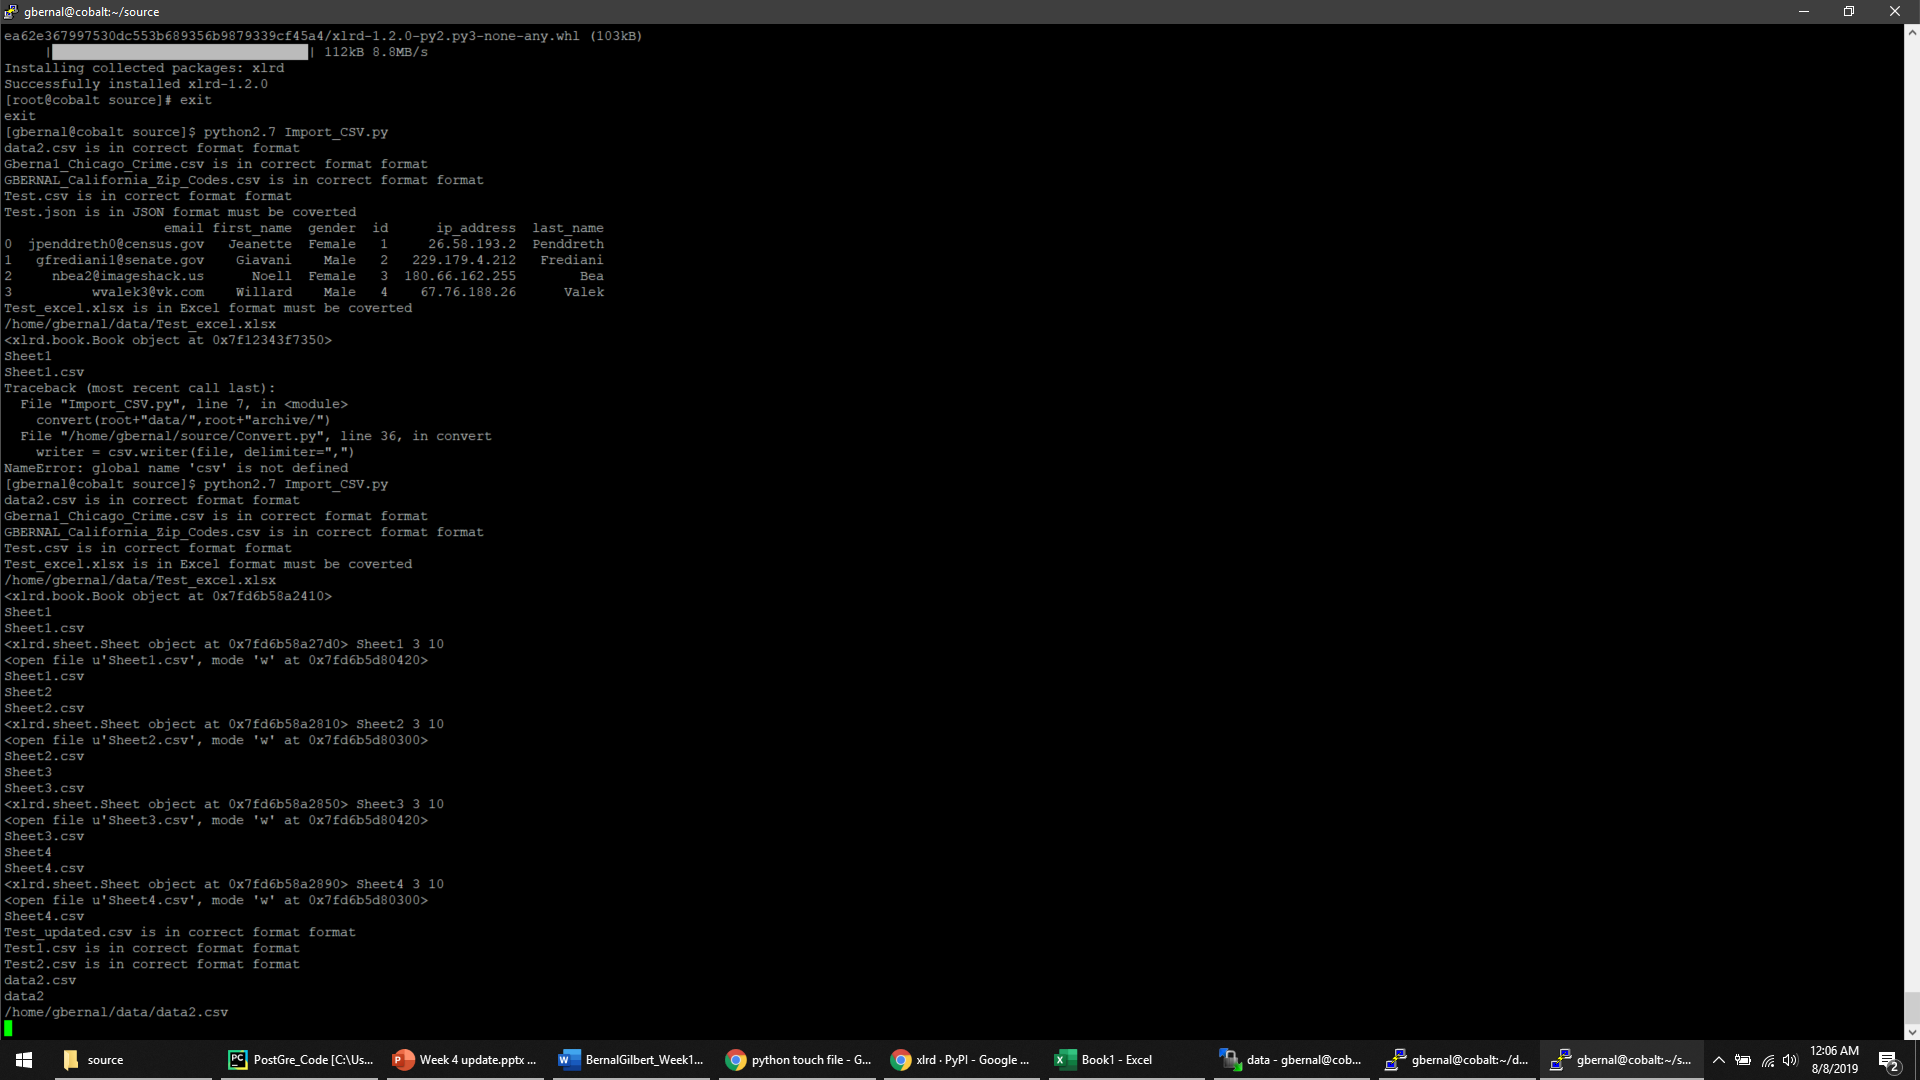 gbernal@cobalt:~/source
ea62e367997530dc553b689356b9879339cf45a4/xlrd-1.2.0-py2.py3-none-any.whl (103kB)
| | 112kB 8.8MB/s
Installing collected packages: xlrd
Successfully installed xlrd-1.2.0
[root@cobalt source]# exit
exit
[gbernal@cobalt source]$ python2.7 Import_CSV.py
data2.csv is in correct format format
Gberna1_Chicago_Crime.csv is in correct format format
GBERNAL_California_Zip_Codes.csv is in correct format format
Test.csv is in correct format format
Test.json is in JSON format must be coverted
email first_name gender id ip_address last_name
0 jpenddreth0@census.gov Jeanette Female 1 26.58.193.2 Penddreth
1 gfrediani1@senate.gov Giavani Male 2 229.179.4.212 Frediani
2 nbea2@imageshack.us Noell Female 3 180.66.162.255 Bea
3 wvalek3@vk.com Willard Male 4 67.76.188.26 Valek
Test_excel.xlsx is in Excel format must be coverted
/home/gbernal/data/Test_excel.xlsx
<xlrd.book.Book object at 0x7f12343f7350>
Sheet1
Sheet1.csv
Traceback (most recent call last):
File "Import_CSV.py", line 7, in <module>
convert(root+"data/",root+"archive/")
File "/home/gbernal/source/Convert.py", line 36, in convert
writer = csv.writer(file, delimiter=",")
NameError: global name 'csv' is not defined
[gbernal@cobalt source]$ python2.7 Import_CSV.py
data2.csv is in correct format format
Gberna1_Chicago_Crime.csv is in correct format format
GBERNAL_California_Zip_Codes.csv is in correct format format
Test.csv is in correct format format
Test_excel.xlsx is in Excel format must be coverted
/home/gbernal/data/Test_excel.xlsx
<xlrd.book.Book object at 0x7fd6b58a2410>
Sheet1
Sheet1.csv
<xlrd.sheet.Sheet object at 0x7fd6b58a27d0> Sheet1 3 10
<open file u'Sheet1.csv', mode 'w' at 0x7fd6b5d80420>
Sheet1.csv
Sheet2
Sheet2.csv
<xlrd.sheet.Sheet object at 0x7fd6b58a2810> Sheet2 3 10
<open file u'Sheet2.csv', mode 'w' at 0x7fd6b5d80300>
Sheet2.csv
Sheet3
Sheet3.csv
<xlrd.sheet.Sheet object at 0x7fd6b58a2850> Sheet3 3 10
<open file u'Sheet3.csv', mode 'w' at 0x7fd6b5d80420>
Sheet3.csv
Sheet4
Sheet4.csv
<xlrd.sheet.Sheet object at 0x7fd6b58a2890> Sheet4 3 10
<open file u'Sheet4.csv', mode 'w' at 0x7fd6b5d80300>
Sheet4.csv
Test_updated.csv is in correct format format
Test1.csv is in correct format format
Test2.csv is in correct format format
data2.csv
data2
/home/gbernal/data/data2.csv
source PC PostGre_Code [C:\Us... Week 4 update.pptx ... BernalGilbert_Week1... python touch file - G... xlrd · PyPI - Google ... Book1 - Excel data - gbernal@cob... gbernal@cobalt:~/d... gbernal@cobalt:~/s... 12:06 AM
8/8/2019 2